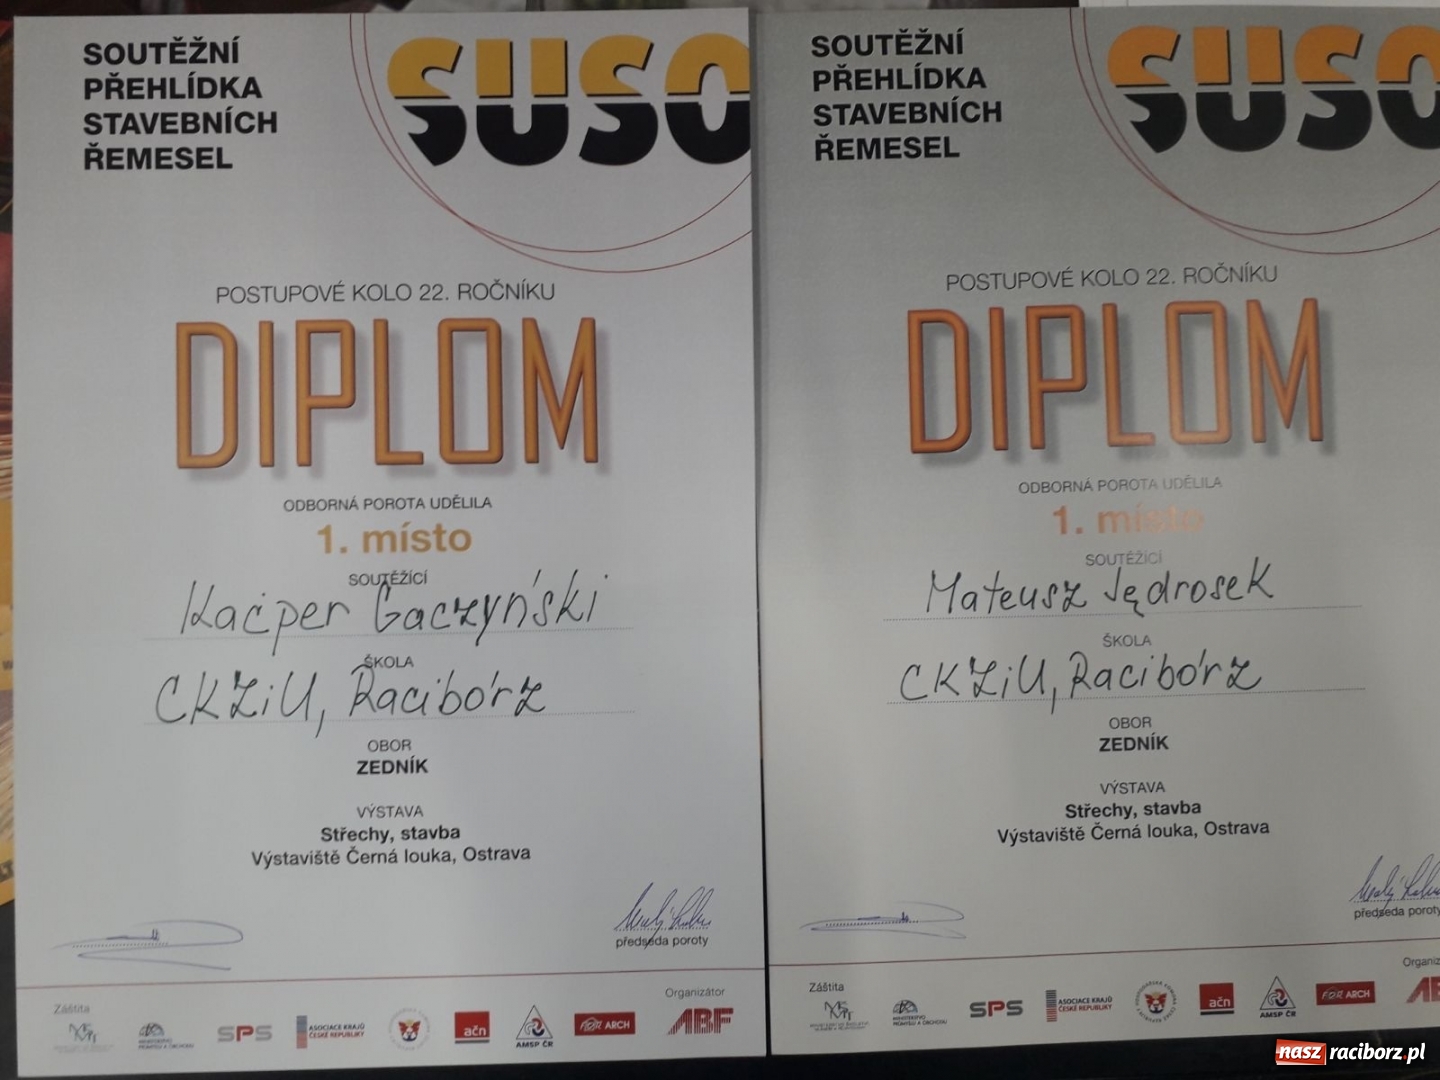 SOUTĚŽNÍ
PŘEHLÍDKA
STAVEBNÍCH
ŘEMESEL
SUSO
POSTUPOVÉ KOLO 22. ROČNÍKU
DIPLOM
ODBORNÁ POROTA UDĚLILA
1. místo
SOUTĚŽÍCÍ
Kacper Gaczyński
ŠKOLA
CKZiU, Racibórz
OBOR
ZEDNÍK
VÝSTAVA
Střechy, stavba
Výstaviště Černá louka, Ostrava
předseda poroty
Záštita
Organizátor
SPS
ASOCIACE KRAJŮ
ČESKÉ REPUBLIKY
ačn
AMSP ČR
FOR ARCH
ABF
SOUTĚŽNÍ
PŘEHLÍDKA
STAVEBNÍCH
ŘEMESEL
SUSO
POSTUPOVÉ KOLO 22. ROČNÍKU
DIPLOM
ODBORNÁ POROTA UDĚLILA
1. místo
SOUTĚŽÍCÍ
Mateusz Jędrosek
ŠKOLA
CKZiU, Racibórz
OBOR
ZEDNÍK
VÝSTAVA
Střechy, stavba
Výstaviště Černá louka, Ostrava
předseda poroty
Záštita
Organiz
SPS
ASOCIACE KRAJŮ
ČESKÉ REPUBLIKY
ačn
AMSP ČR
FOR ARCH
AB
nasz raciborz.pl